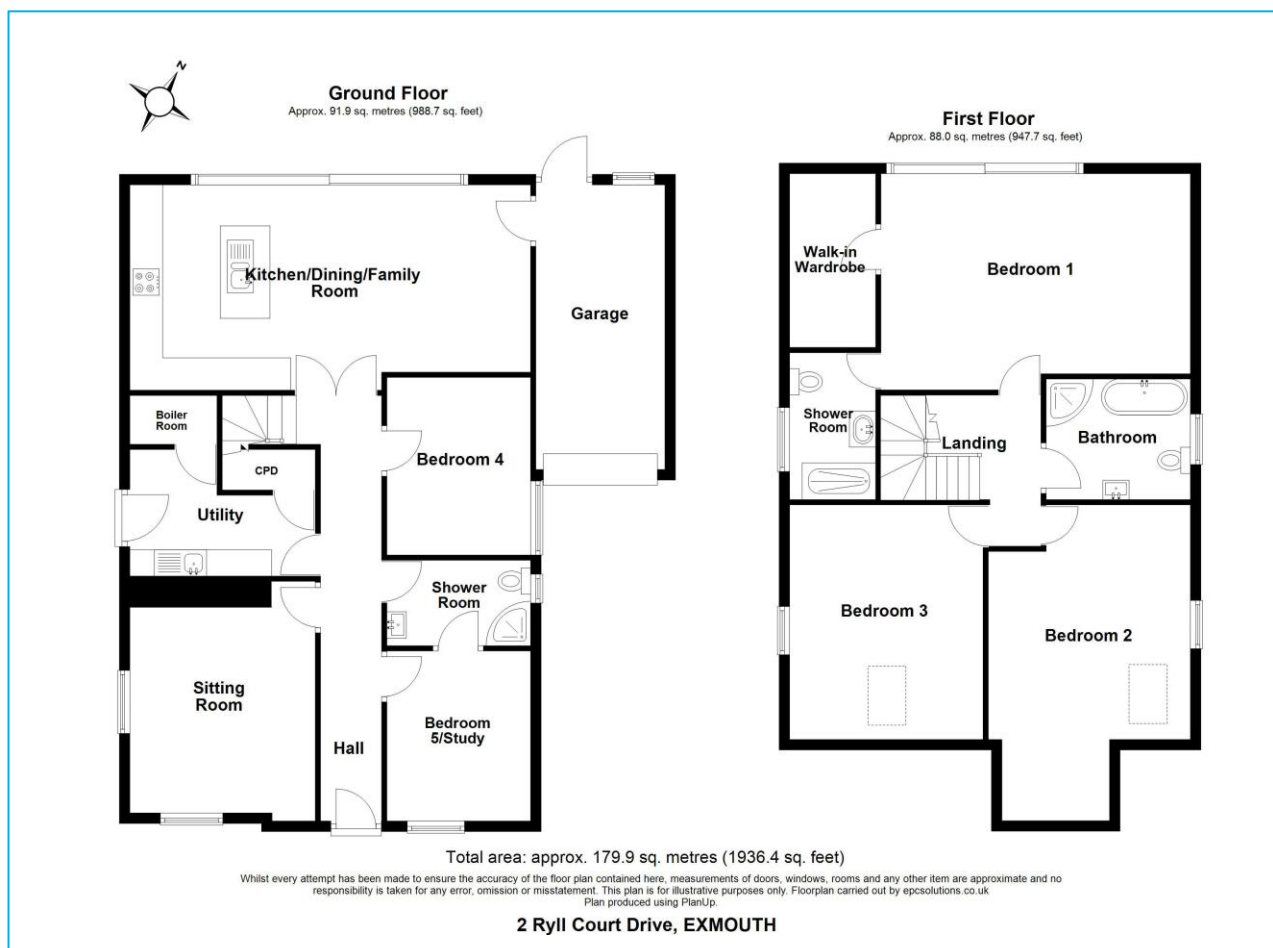 N
Ground Floor
Approx. 91.9 sq. metres (988.7 sq. feet)
Kitchen/Dining/Family
Room
Garage
Boiler
Room
CPD
Bedroom 4
Utility
Shower
Room
Sitting
Room
Hall
Bedroom
5/Study
First Floor
Approx. 88.0 sq. metres (947.7 sq. feet)
Walk-in
Wardrobe
Bedroom 1
Shower
Room
Landing
Bathroom
Bedroom 3
Bedroom 2
Total area: approx. 179.9 sq. metres (1936.4 sq. feet)
Whilst every attempt has been made to ensure the accuracy of the floor plan contained here, measurements of doors, windows, rooms and any other item are approximate and no
responsibility is taken for any error, omission or misstatement. This plan is for illustrative purposes only. Floorplan carried out by epcsolutions.co.uk
Plan produced using PlanUp.
2 Ryll Court Drive, EXMOUTH